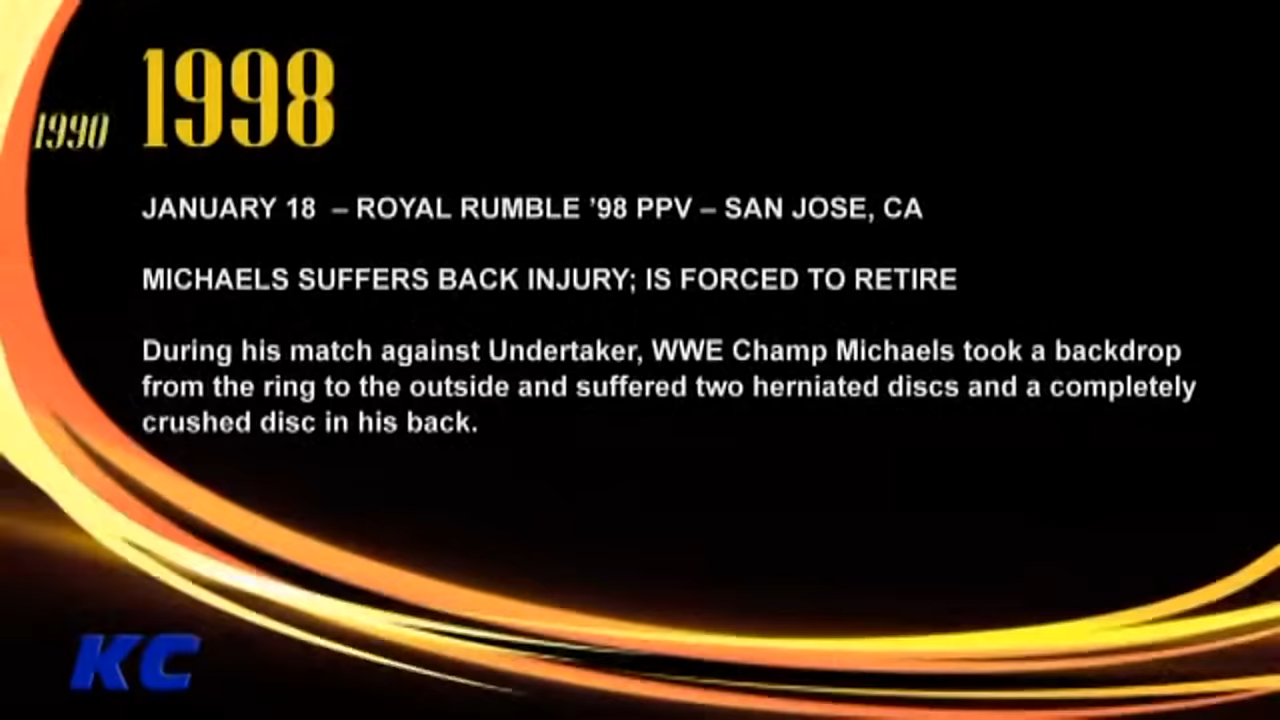 1998
1990
JANUARY 18 – ROYAL RUMBLE ’98 PPV – SAN JOSE, CA
MICHAELS SUFFERS BACK INJURY; IS FORCED TO RETIRE
During his match against Undertaker, WWE Champ Michaels took a backdrop
from the ring to the outside and suffered two herniated discs and a completely
crushed disc in his back.
KC